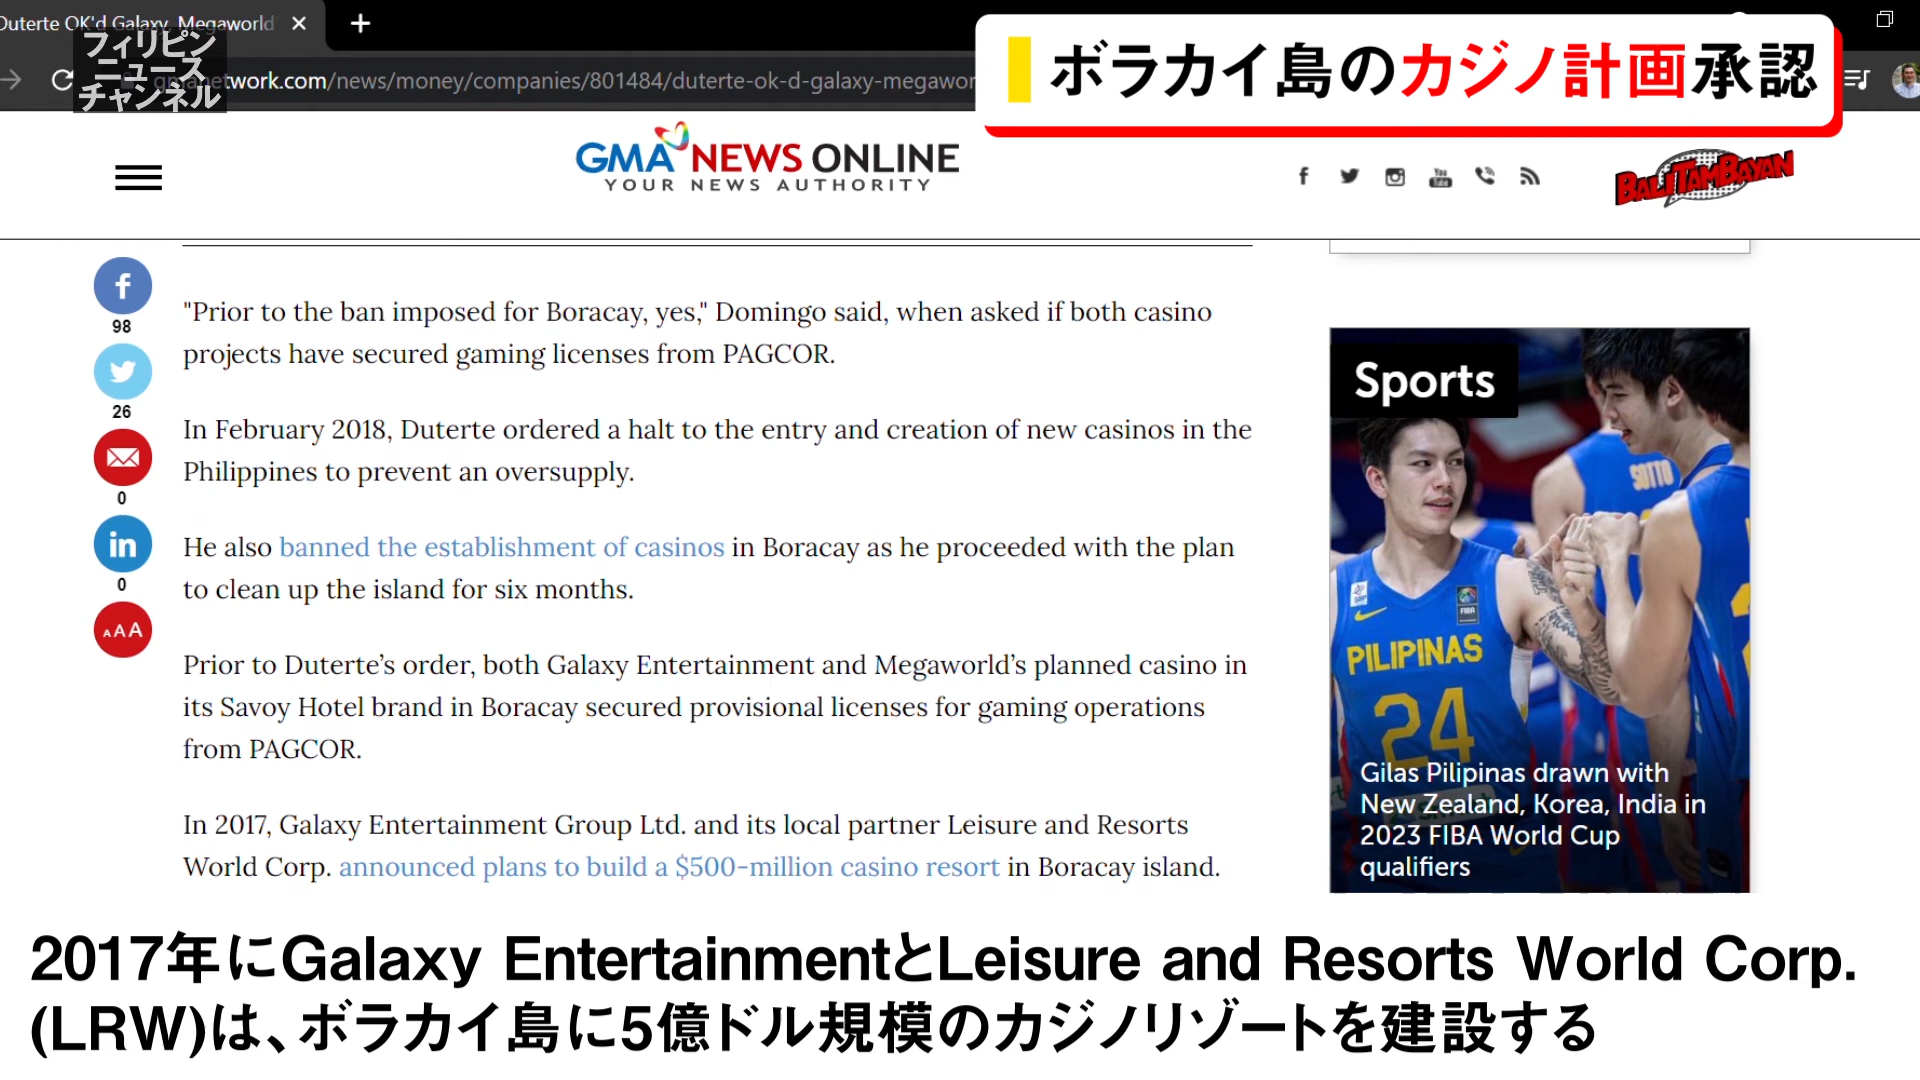 Duterte OK'd Galaxy, Megaworld
フィリピン
ニュース
チャンネル
network.com/news/money/companies/801484/duterte-ok-d-galaxy-megawor
ボラカイ島のカジノ計画承認
GMA NEWS ONLINE
YOUR NEWS AUTHORITY
You
Tube
BALITAMBAYAN
98
26
0
in
0
AAA
"Prior to the ban imposed for Boracay, yes," Domingo said, when asked if both casino
projects have secured gaming licenses from PAGCOR.
In February 2018, Duterte ordered a halt to the entry and creation of new casinos in the
Philippines to prevent an oversupply.
He also banned the establishment of casinos in Boracay as he proceeded with the plan
to clean up the island for six months.
Prior to Duterte’s order, both Galaxy Entertainment and Megaworld’s planned casino in
its Savoy Hotel brand in Boracay secured provisional licenses for gaming operations
from PAGCOR.
In 2017, Galaxy Entertainment Group Ltd. and its local partner Leisure and Resorts
World Corp. announced plans to build a $500-million casino resort in Boracay island.
Sports
SOTTO
SBP
FIBA
PILIPINAS
24
Gilas Pilipinas drawn with
New Zealand, Korea, India in
2023 FIBA World Cup
qualifiers
2017年にGalaxy EntertainmentとLeisure and Resorts World Corp.
(LRW)は、ボラカイ島に5億ドル規模のカジノリゾートを建設する